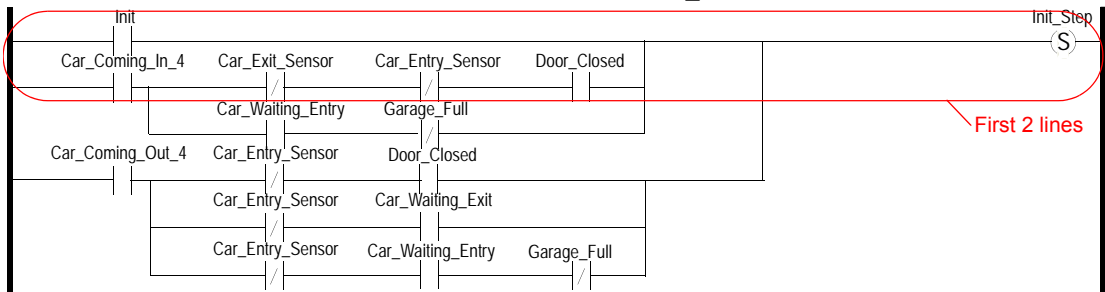 Init Init_Step
S
Car_Coming_In_4 Car_Exit_Sensor Car_Entry_Sensor Door_Closed
Car_Waiting_Entry Garage_Full
First 2 lines
Car_Coming_Out_4 Car_Entry_Sensor Door_Closed
Car_Entry_Sensor Car_Waiting_Exit
Car_Entry_Sensor Car_Waiting_Entry Garage_Full